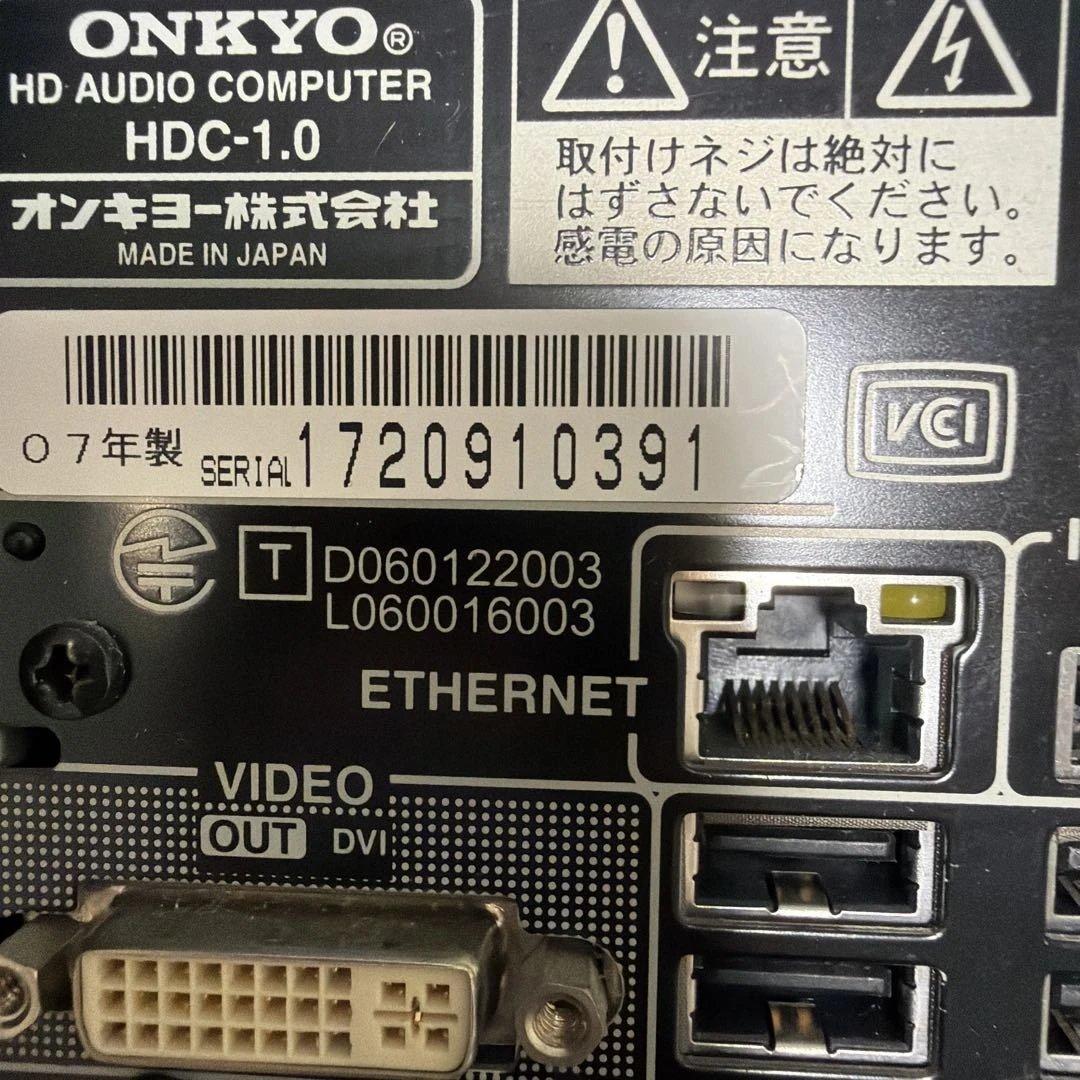 ONKYO®
HD AUDIO COMPUTER
HDC-1.0
オンキヨー株式会社
MADE IN JAPAN
注意
取付けネジは絶対に
はずさないでください。
感電の原因になります。
07年製 SERIAL 1720910391
VCI
T D060122003
L060016003
ETHERNET
VIDEO
OUT DVI